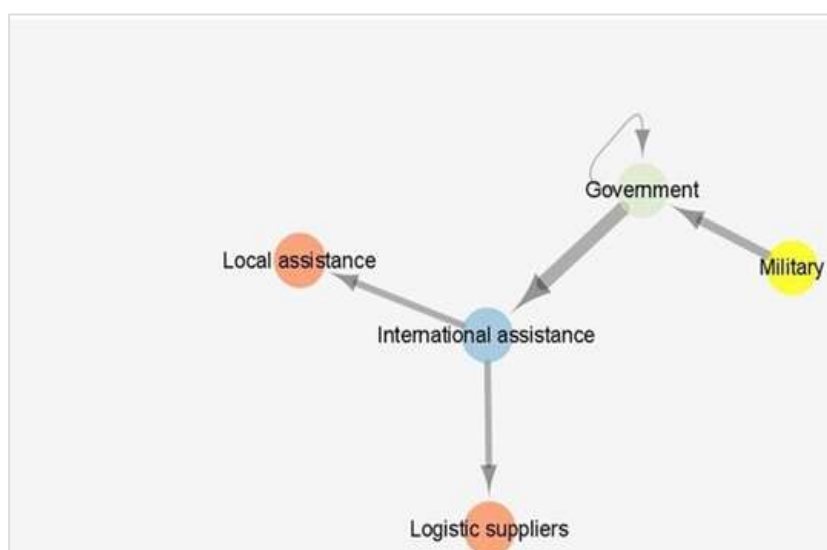 Government
Local assistance
Military
International assistance
Logistic suppliers